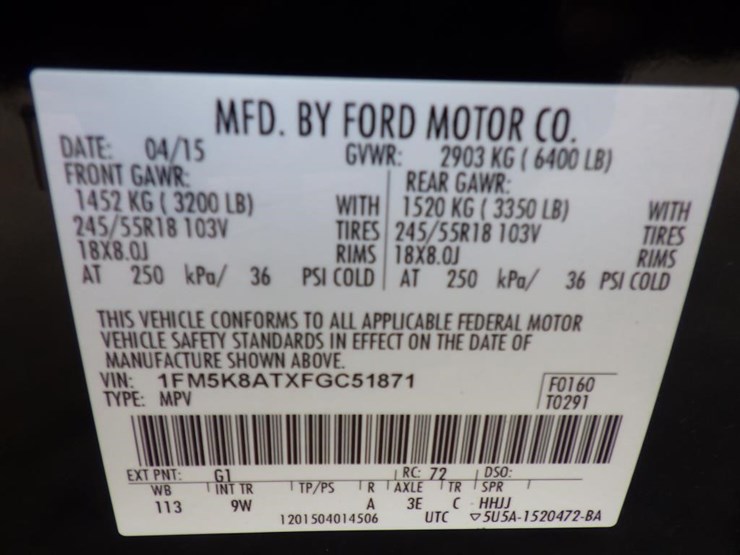 MFD. BY FORD MOTOR CO.
DATE: 04/15 GVWR: 2903 KG ( 6400 LB)
FRONT GAWR: REAR GAWR:
1452 KG ( 3200 LB) WITH 1520 KG ( 3350 LB) WITH
245/55R18 103V TIRES 245/55R18 103V TIRES
18X8.0J RIMS 18X8.0J RIMS
AT 250 kPa/ 36 PSI COLD AT 250 kPa/ 36 PSI COLD
THIS VEHICLE CONFORMS TO ALL APPLICABLE FEDERAL MOTOR
VEHICLE SAFETY STANDARDS IN EFFECT ON THE DATE OF
MANUFACTURE SHOWN ABOVE.
VIN: 1FM5K8ATXFGC51871 F0160
TYPE: MPV T0291
EXT PNT: G1 RC: 72 DSO:
WB INT TR TP/PS R AXLE TR SPR
113 9W A 3E C HHJJ
1201504014506 UTC ▽5U5A-1520472-BA